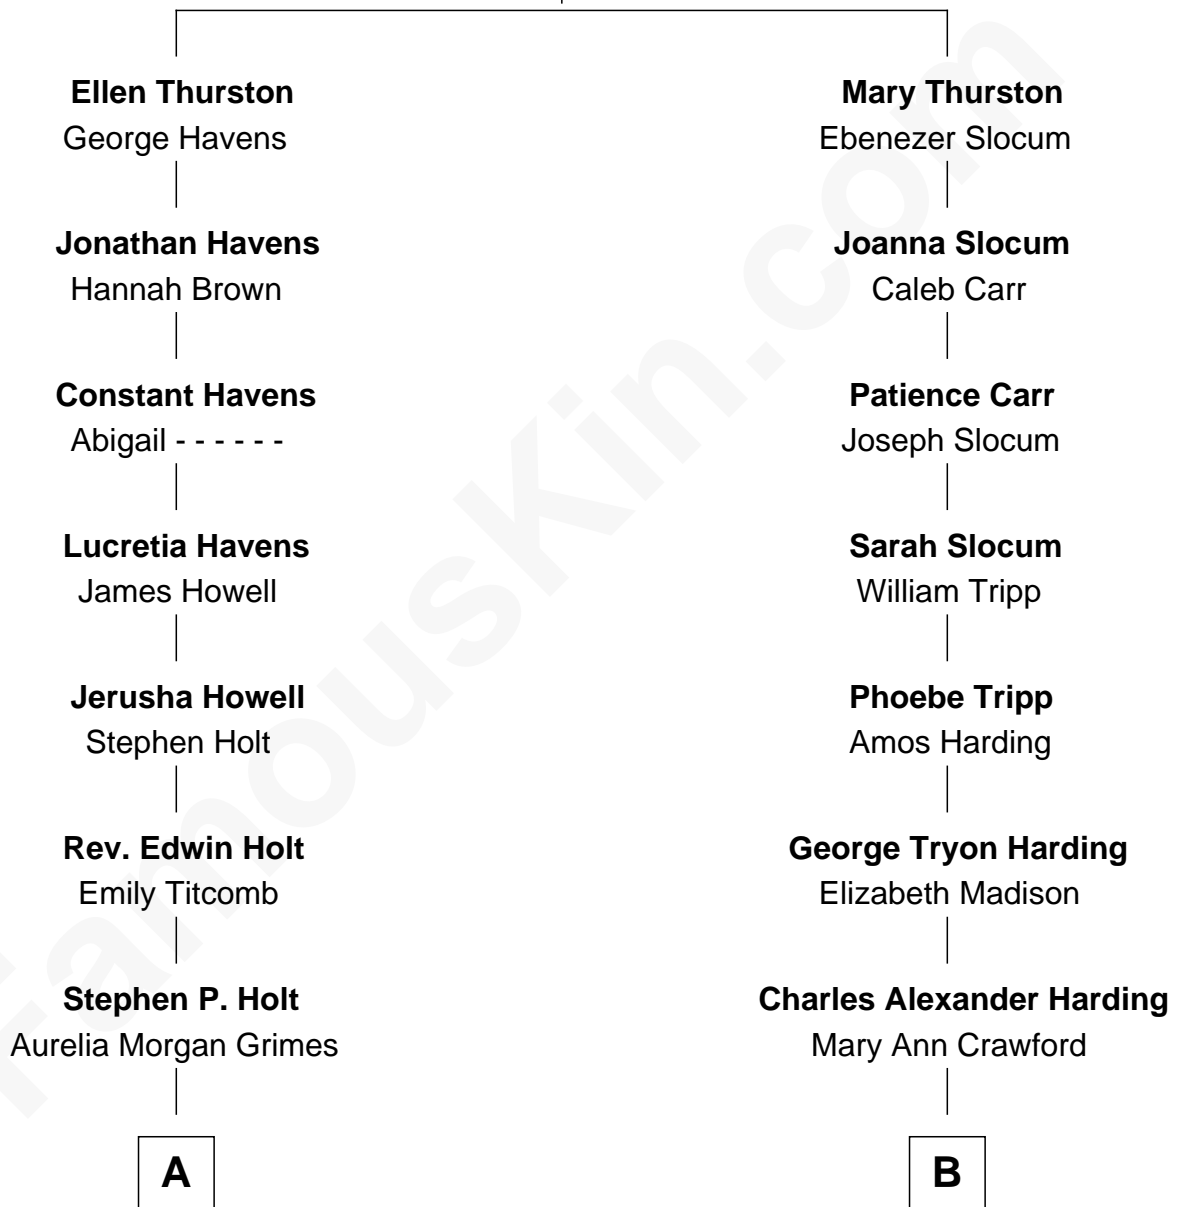 Ellen Thurston
George Havens
Jonathan Havens
Hannah Brown
Constant Havens
Abigail - - - - - -
Lucretia Havens
James Howell
Jerusha Howell
Stephen Holt
Rev. Edwin Holt
Emily Titcomb
Stephen P. Holt
Aurelia Morgan Grimes
A
Mary Thurston
Ebenezer Slocum
Joanna Slocum
Caleb Carr
Patience Carr
Joseph Slocum
Sarah Slocum
William Tripp
Phoebe Tripp
Amos Harding
George Tryon Harding
Elizabeth Madison
Charles Alexander Harding
Mary Ann Crawford
B
FamousKin.com